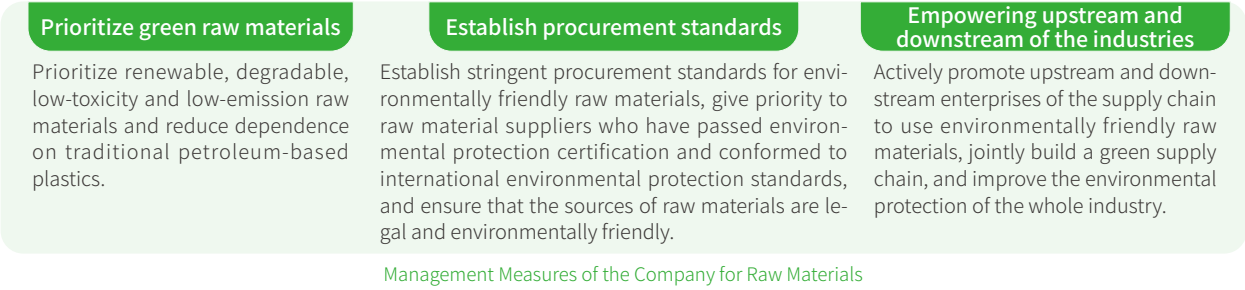 Prioritize green raw materials
Prioritize renewable, degradable,
low-toxicity and low-emission raw
materials and reduce dependence
on traditional petroleum-based
plastics.
Establish procurement standards
Establish stringent procurement standards for envi-
ronmentally friendly raw materials, give priority to
raw material suppliers who have passed environ-
mental protection certification and conformed to
international environmental protection standards,
and ensure that the sources of raw materials are le-
gal and environmentally friendly.
Empowering upstream and
downstream of the industries
Actively promote upstream and down-
stream enterprises of the supply chain
to use environmentally friendly raw
materials, jointly build a green supply
chain, and improve the environmental
protection of the whole industry.
Management Measures of the Company for Raw Materials